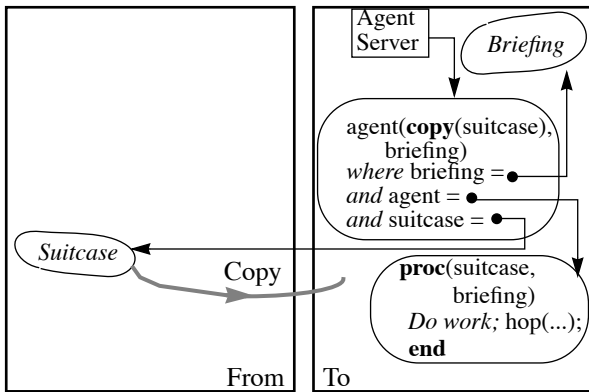 Agent
Server
Briefing
agent(copy(suitcase),
briefing)
where briefing =
and agent =
and suitcase =
Suitcase
Copy
proc(suitcase,
briefing)
Do work; hop(...);
end
From
To